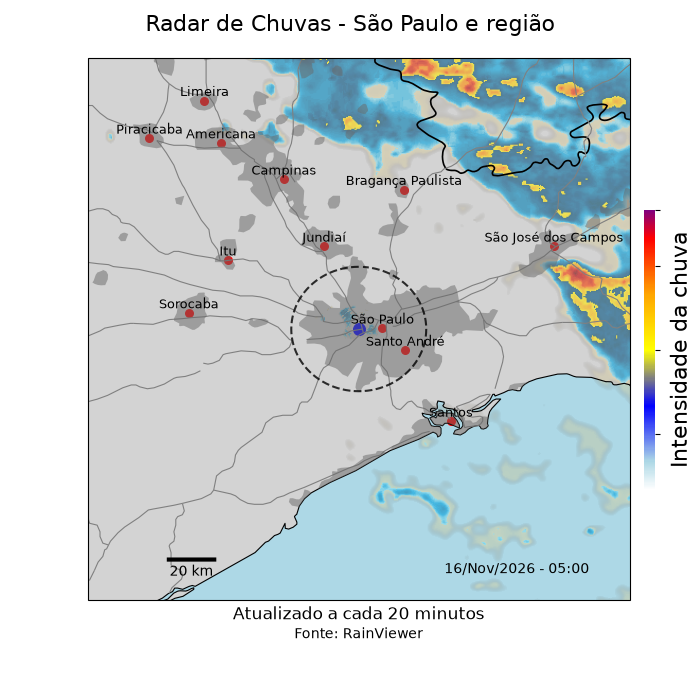 Radar de Chuvas - São Paulo e região
Limeira
Piracicaba
Americana
Campinas
Bragança Paulista
Jundiaí
São José dos Campos
Itu
Sorocaba
São Paulo
Santo André
Santos
Intensidade da chuva
20 km
16/Nov/2026 - 05:00
Atualizado a cada 20 minutos
Fonte: RainViewer